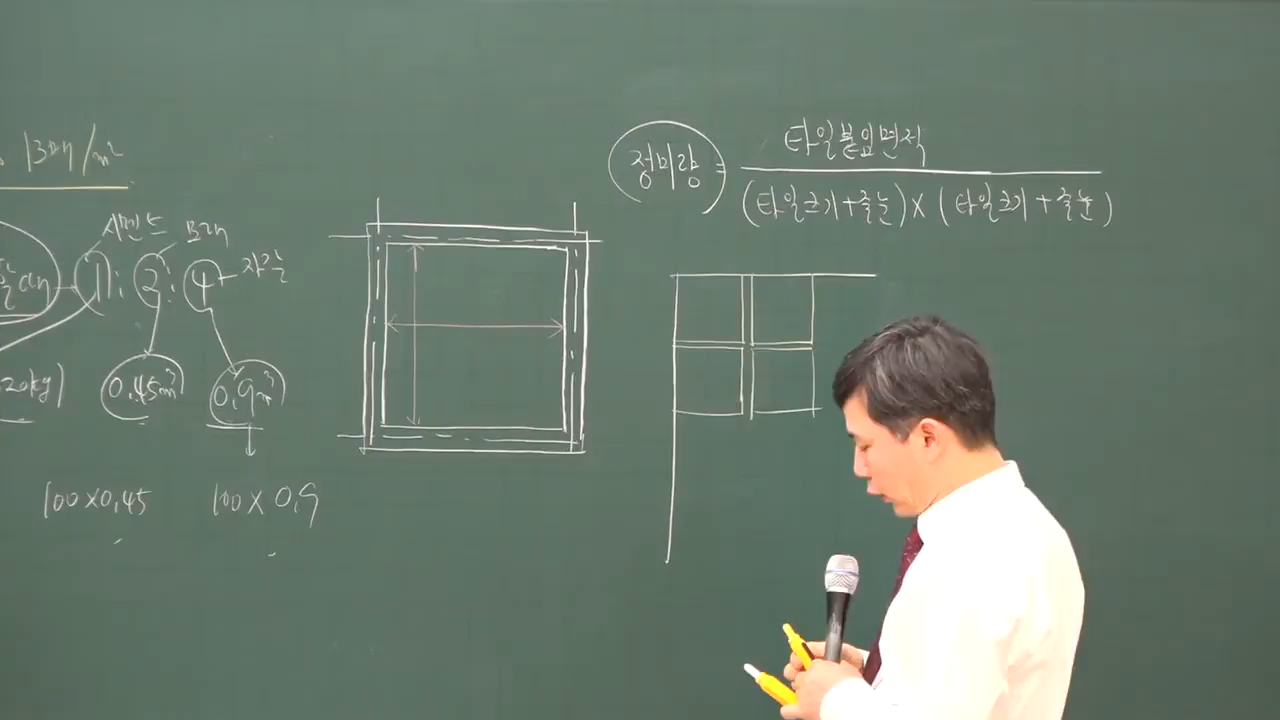 13매/m²
시멘트
모래
1 : 2 : 4
자갈
0.45m³
0.9m³
100×0.45
100×0.9
정미량 =
타일붙임면적
(타일크기+줄눈)×(타일크기+줄눈)